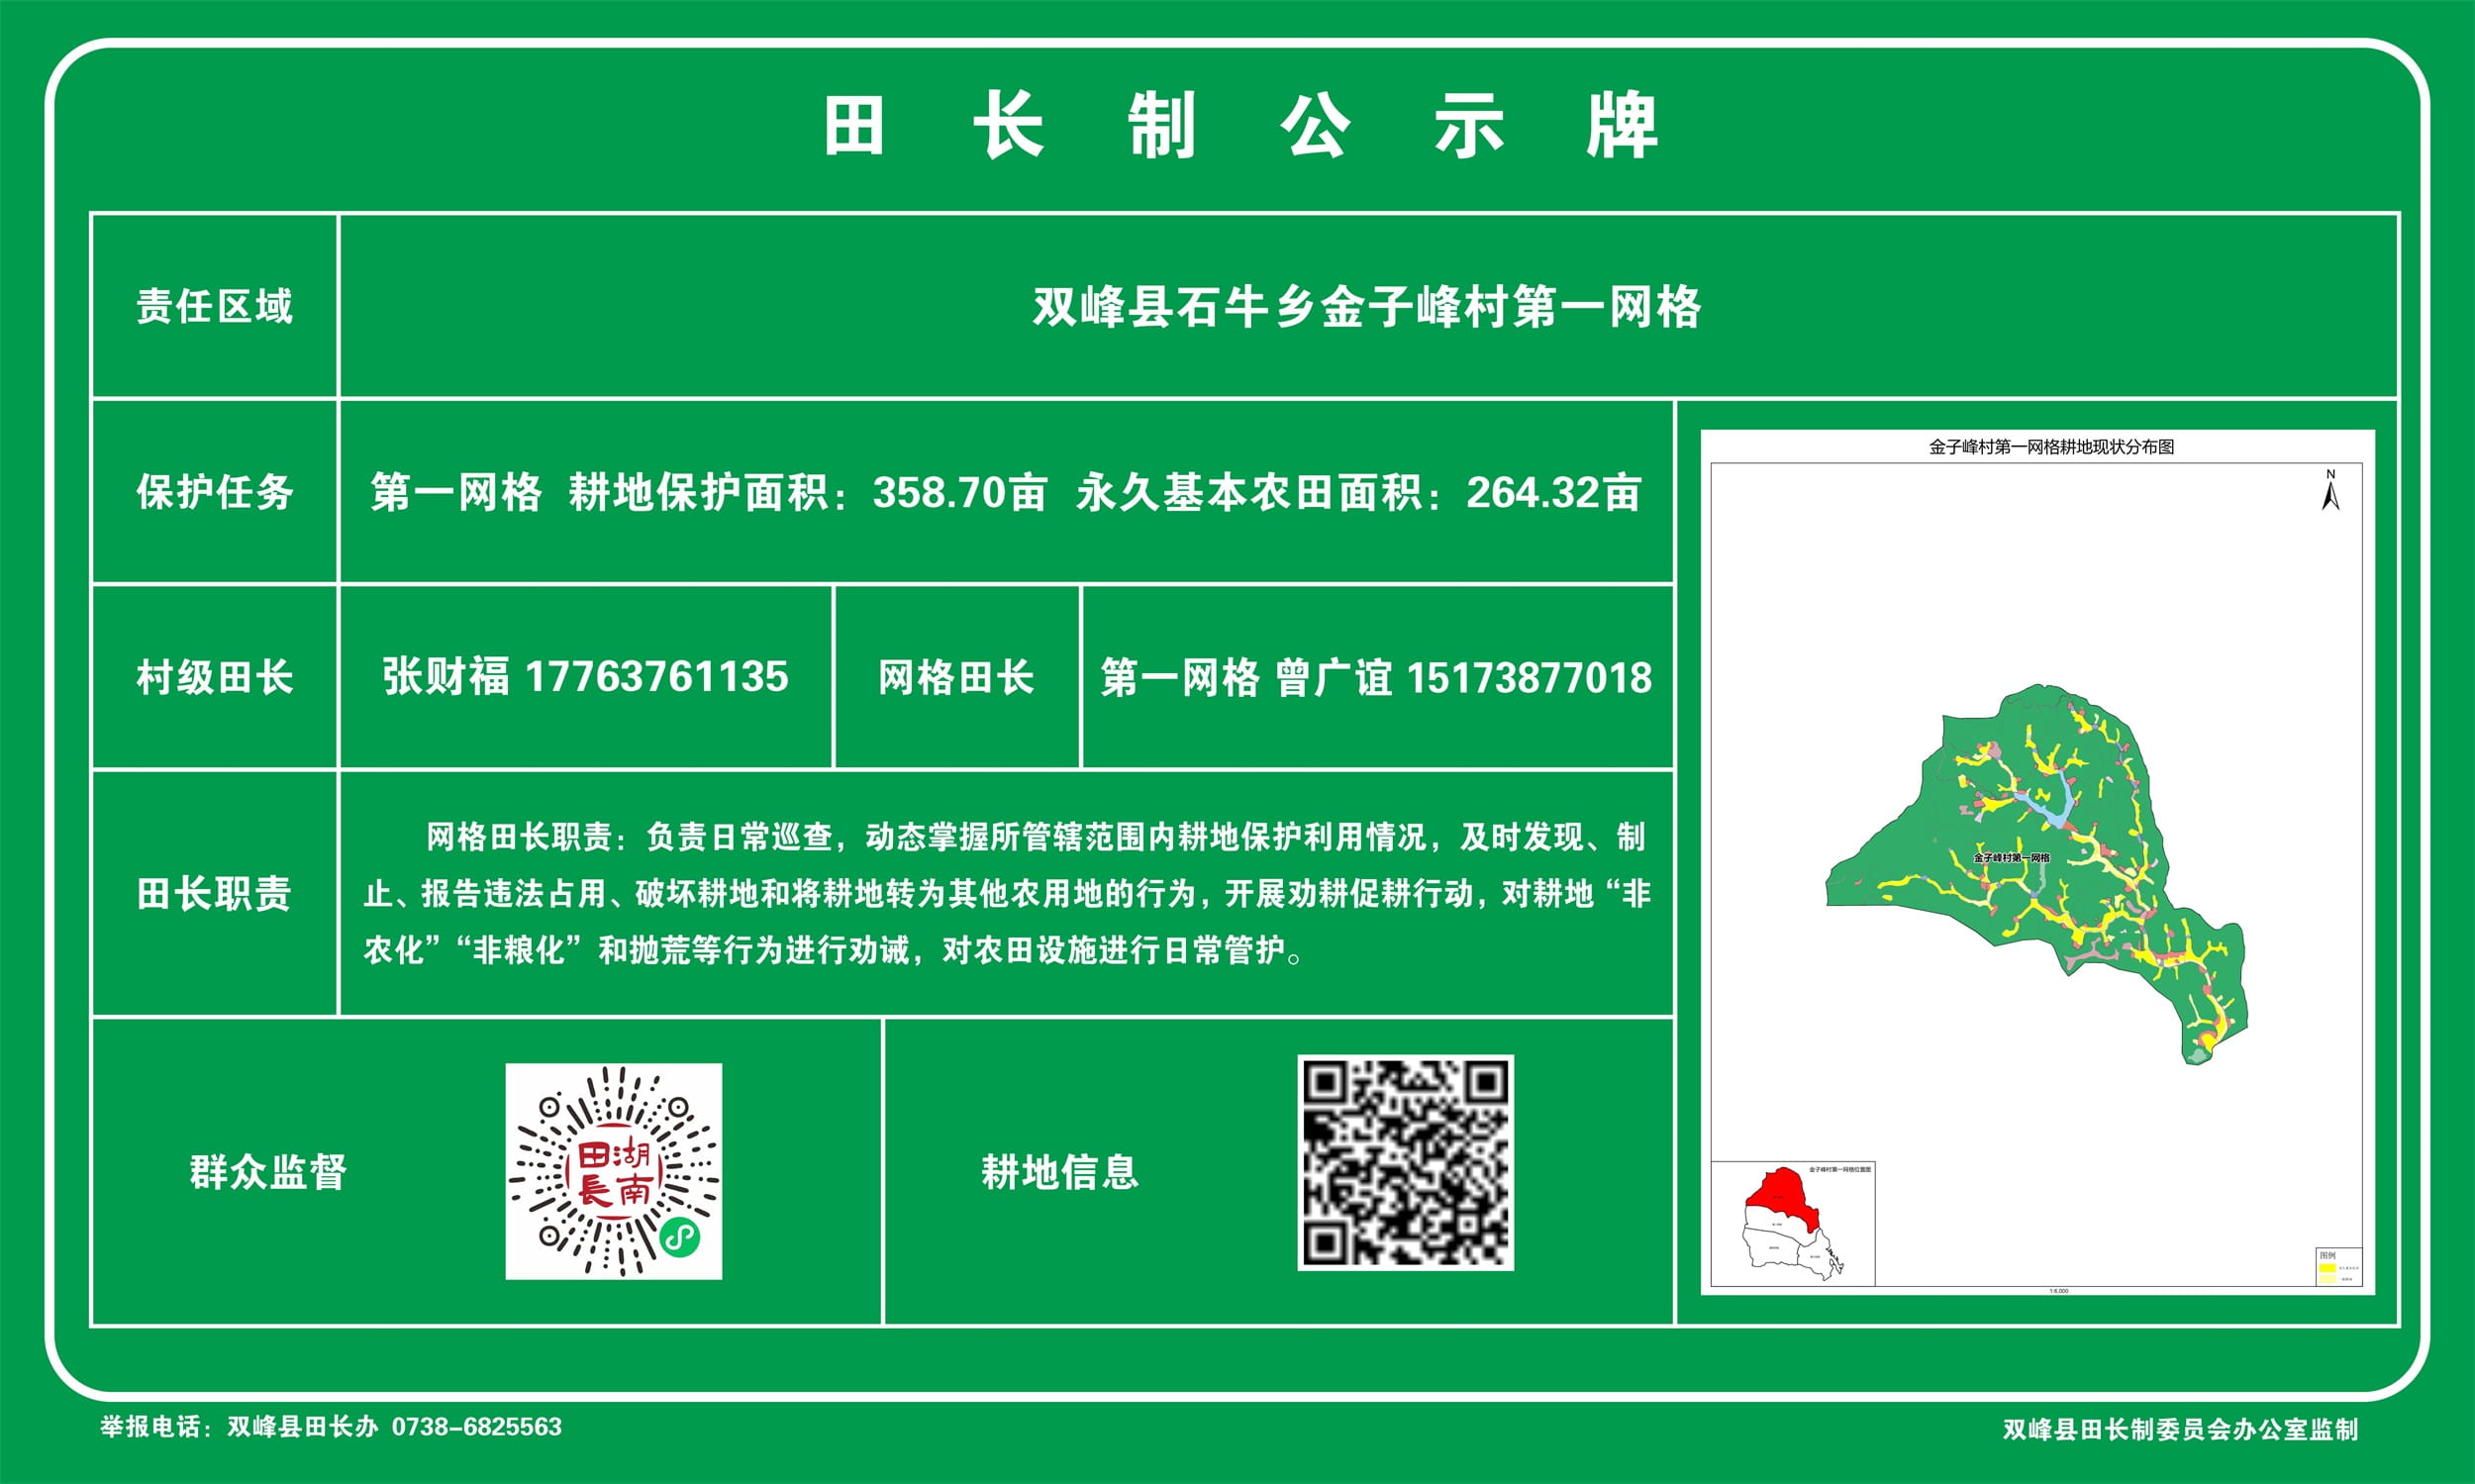 田长制公示牌
责任区域
双峰县石牛乡金子峰村第一网格
保护任务
第一网格 耕地保护面积：358.70亩 永久基本农田面积：264.32亩
村级田长
张财福 17763761135
网格田长
第一网格 曾广谊 15173877018
田长职责
网格田长职责：负责日常巡查，动态掌握所管辖范围内耕地保护利用情况，及时发现、制
止、报告违法占用、破坏耕地和将耕地转为其他农用地的行为，开展劝耕促耕行动，对耕地“非
农化”“非粮化”和抛荒等行为进行劝诫，对农田设施进行日常管护。
群众监督
湖南田長
耕地信息
金子峰村第一网格耕地现状分布图
N
金子峰村第一网格
金子峰村第一网格位置图
图例
1:6,000
举报电话：双峰县田长办 0738-6825563
双峰县田长制委员会办公室监制